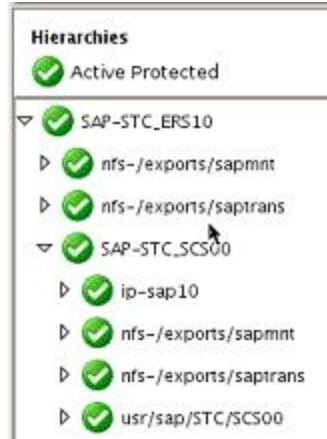 Hierarchies
Active Protected
SAP-STC_ERS10
nfs-/exports/sapmnt
nfs-/exports/saptrans
SAP-STC_SCS00
ip-sap10
nfs-/exports/sapmnt
nfs-/exports/saptrans
usr/sap/STC/SCS00